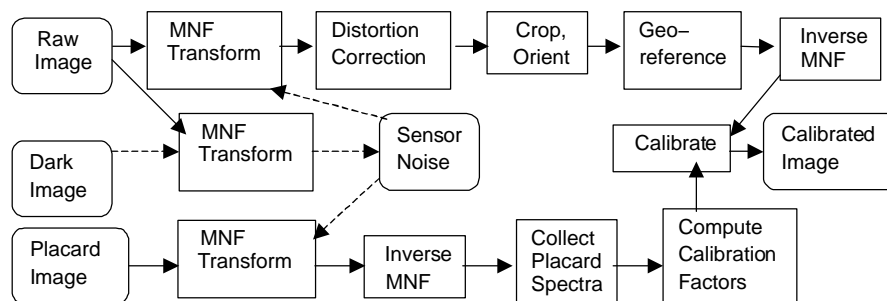 Raw
Image
MNF
Transform
Distortion
Correction
Crop,
Orient
Geo–
reference
Inverse
MNF
Dark
Image
MNF
Transform
Sensor
Noise
Calibrate
Calibrated
Image
Placard
Image
MNF
Transform
Inverse
MNF
Collect
Placard
Spectra
Compute
Calibration
Factors